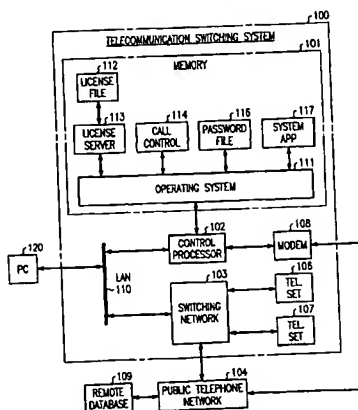 100
TELECOMMUNICATION SWITCHING SYSTEM
101
MEMORY
112
LICENSE
FILE
113
LICENSE
SERVER
114
CALL
CONTROL
116
PASSWORD
FILE
117
SYSTEM
APP
111
OPERATING SYSTEM
120
PC
LAN
110
102
CONTROL
PROCESSOR
108
MODEM
103
SWITCHING
NETWORK
106
TEL
SET
107
TEL
SET
109
REMOTE
DATABASE
104
PUBLIC TELEPHONE
NETWORK